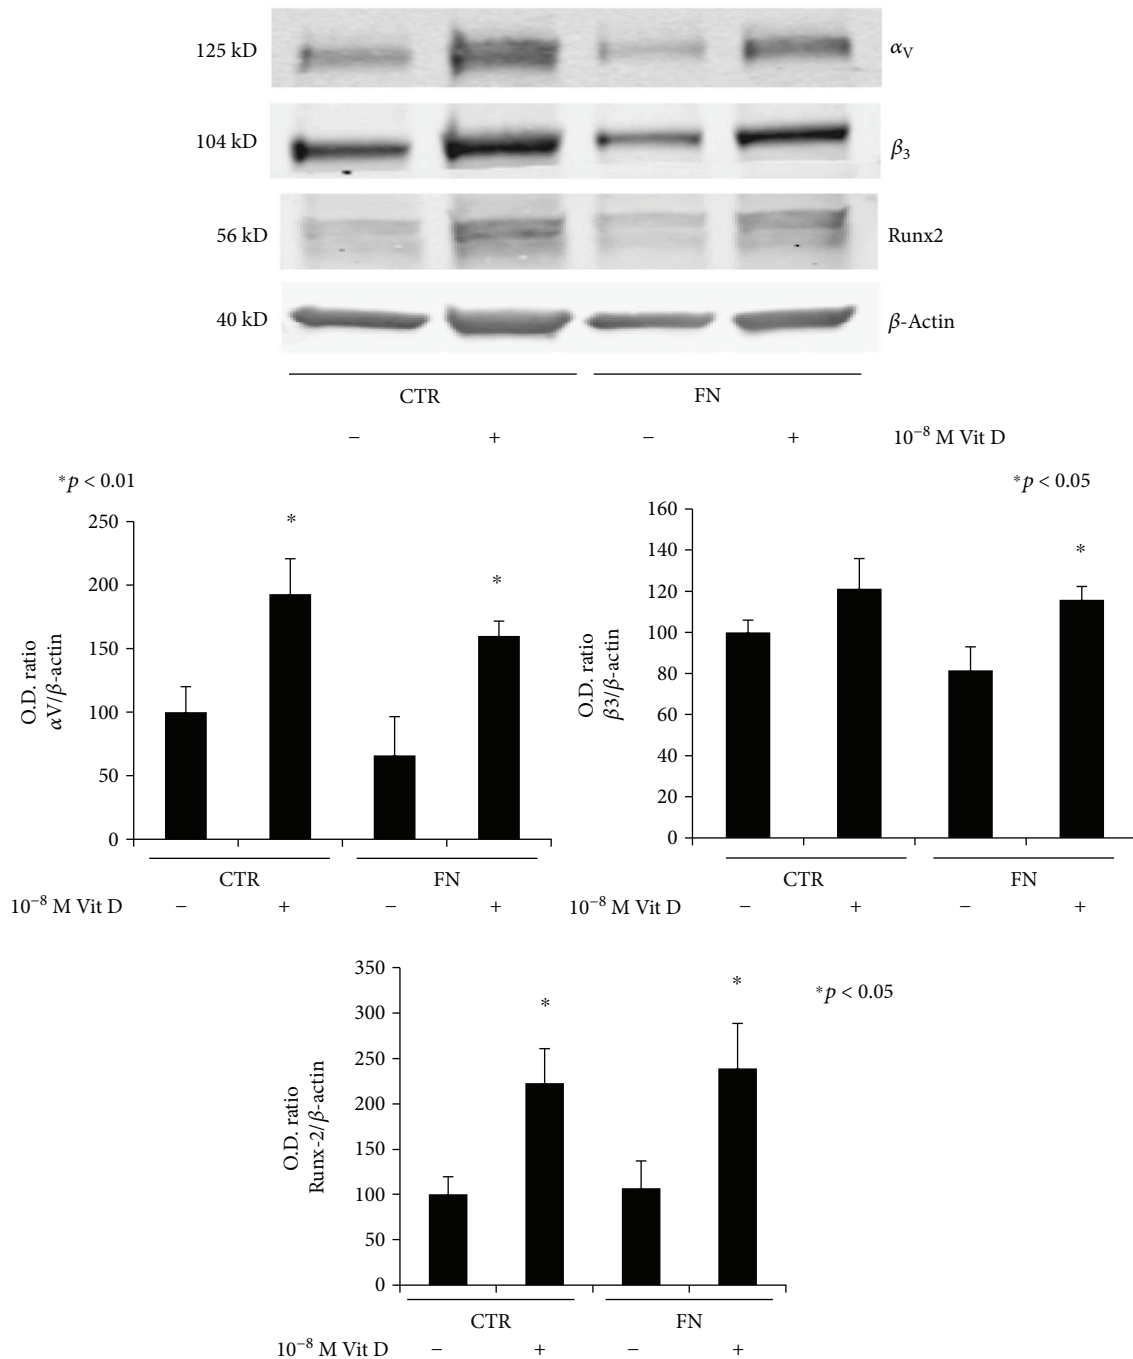 125 kD αV
104 kD β3
56 kD Runx2
40 kD β-Actin
CTR FN
− + − + 10−8 M Vit D
*p < 0.01
250
200
150
100
50
0
O.D. ratio
αV/β-actin
* *
CTR FN
10−8 M Vit D − + − +
*p < 0.05
160
140
120
100
80
60
40
20
0
O.D. ratio
β3/β-actin
*
CTR FN
10−8 M Vit D − + − +
350
300
250
200
150
100
50
0
O.D. ratio
Runx-2/β-actin
* *
*p < 0.05
CTR FN
10−8 M Vit D − + − +